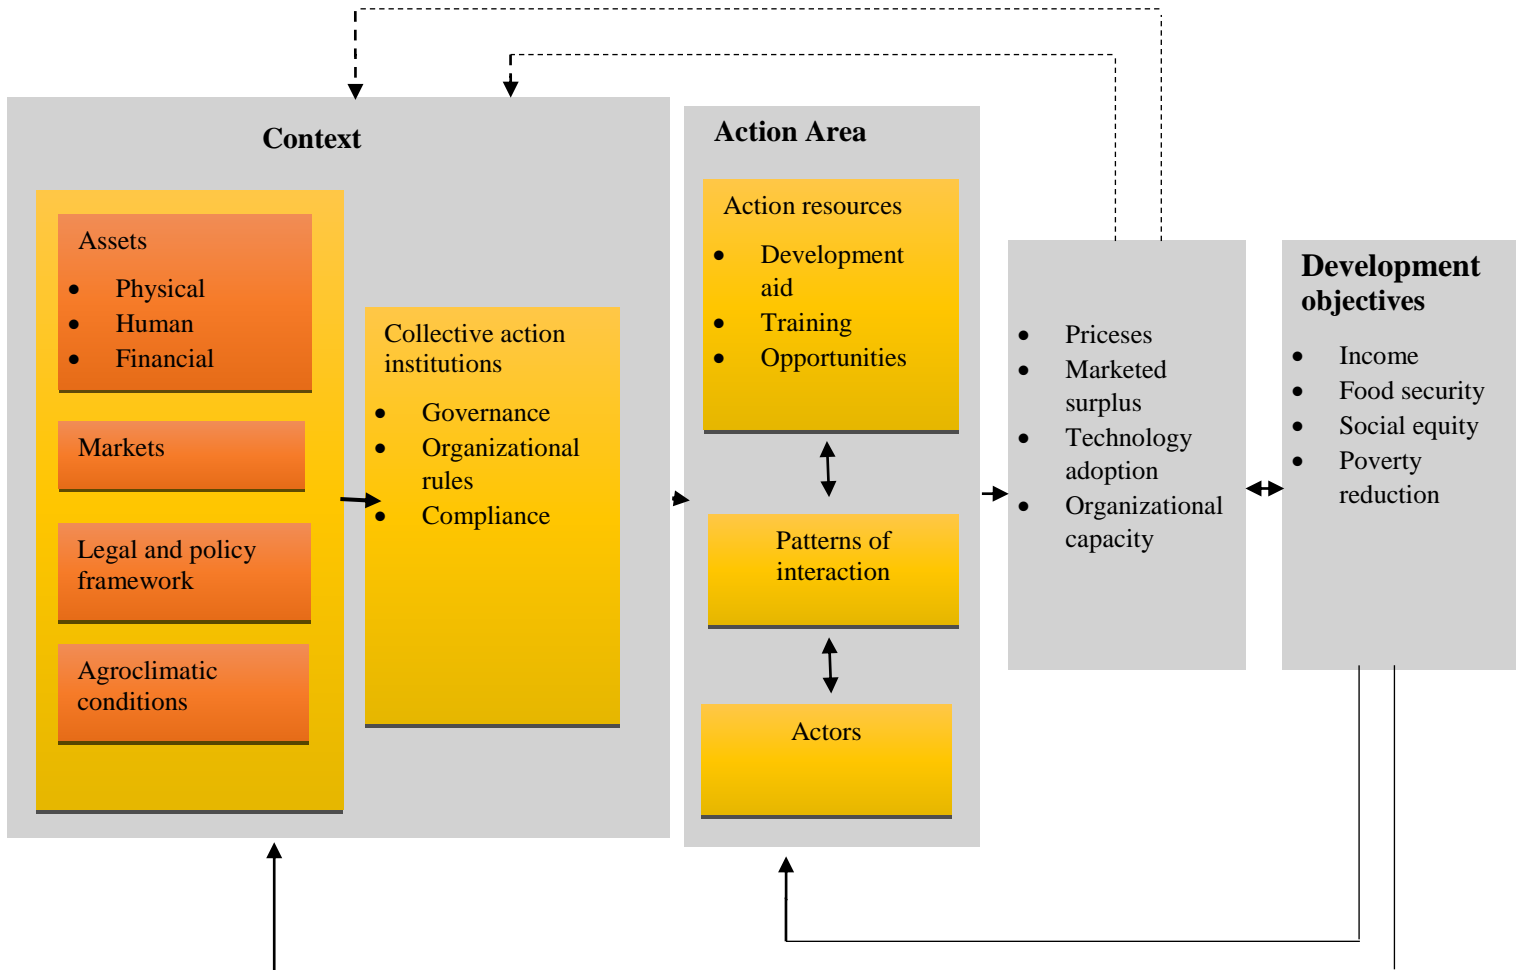 Context
Assets
• Physical
• Human
• Financial
Markets
Legal and policy
framework
Agroclimatic
conditions
Collective action
institutions
• Governance
• Organizational
rules
• Compliance
Action Area
Action resources
• Development
aid
• Training
• Opportunities
Patterns of
interaction
Actors
• Priceses
• Marketed
surplus
• Technology
adoption
• Organizational
capacity
Development
objectives
• Income
• Food security
• Social equity
• Poverty
reduction